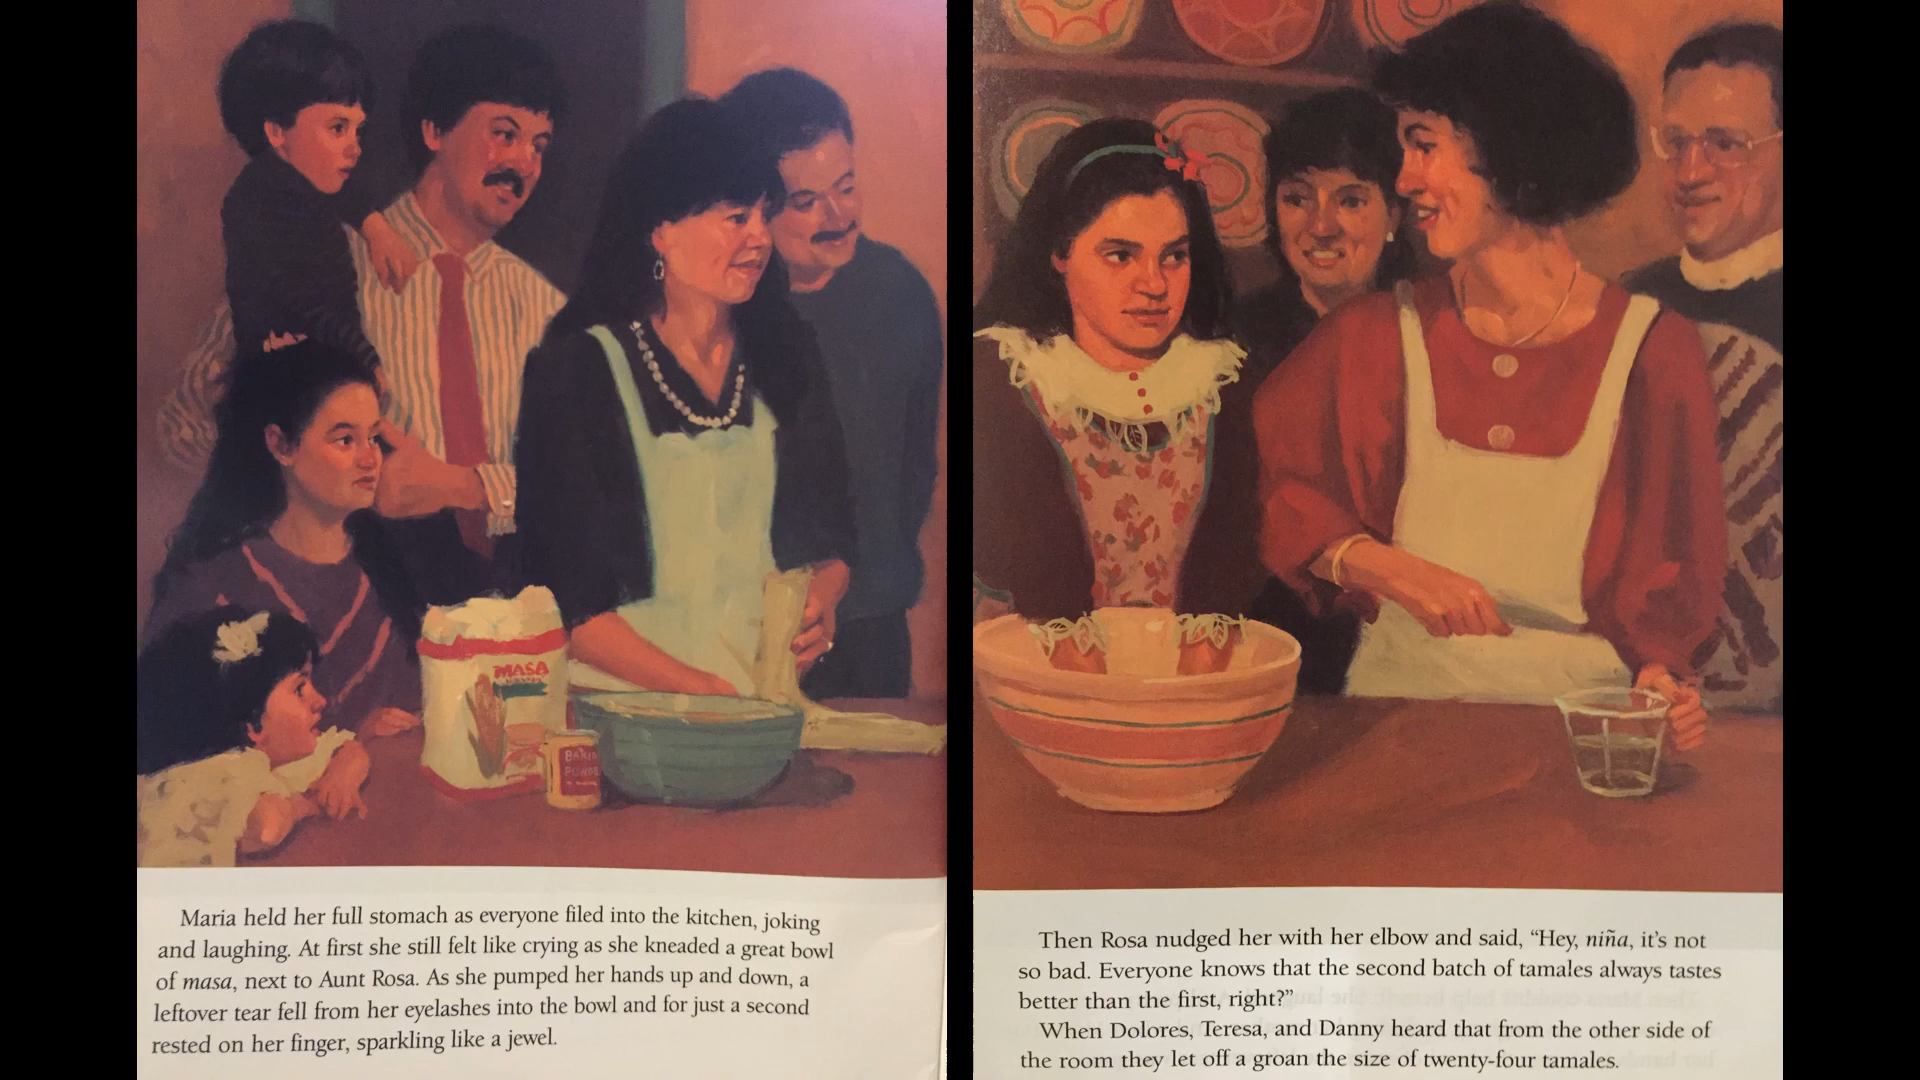 MASA
BAKIN
POWDE
Maria held her full stomach as everyone filed into the kitchen, joking
and laughing. At first she still felt like crying as she kneaded a great bowl
of masa, next to Aunt Rosa. As she pumped her hands up and down, a
leftover tear fell from her eyelashes into the bowl and for just a second
rested on her finger, sparkling like a jewel.
Then Rosa nudged her with her elbow and said, “Hey, niña, it’s not
so bad. Everyone knows that the second batch of tamales always tastes
better than the first, right?”
When Dolores, Teresa, and Danny heard that from the other side of
the room they let off a groan the size of twenty-four tamales.